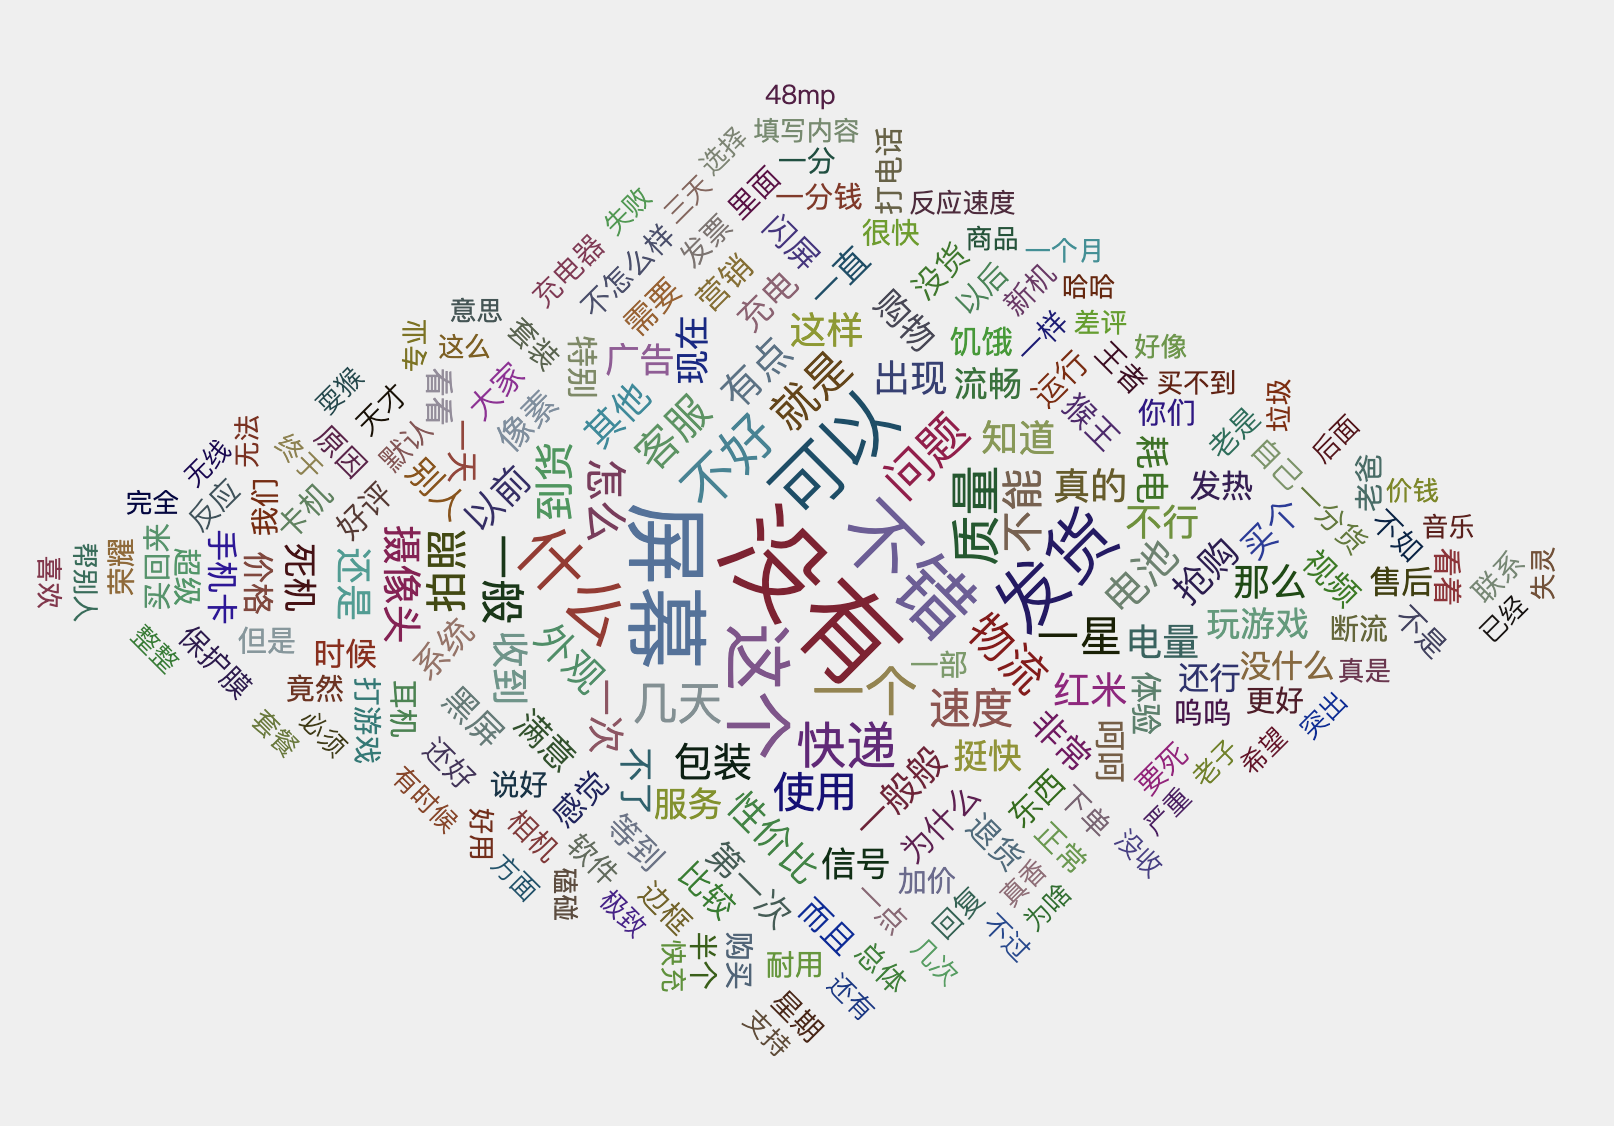 48mp
填写内容
选择
一分
打电话
三天
里面
一分钱
反应速度
失败
发票
闪屏
很快
商品
一个月
充电器
不怎么样
营销
一直
没货
以后
新机
哈哈
意思
需要
充电
购物
饥饿
一样
差评
好像
专业
这么
套装
特别
广告
现在
这样
出现
流畅
运行
王者
买不到
耍猴
天才
看着
大家
像素
其他
有点
就是
知道
猴王
你们
老是
垃圾
后面
无线
无法
终于
原因
默认
一天
别人
客服
不好
可以
问题
质量
不能
真的
耗电
发热
自己
一分货
老爸
价钱
完全
反应
我们
卡机
好评
以前
到货
怎么
不行
买个
不如
音乐
喜欢
帮别人
荣耀
买回来
超级
手机卡
价格
死机
还是
摄像头
拍照
一般
什么
屏幕
没有
不错
发货
电池
抢购
那么
视频
售后
看着
联系
失灵
整整
保护膜
但是
时候
系统
收到
外观
这个
一个
一部
物流
一星
电量
玩游戏
断流
不是
已经
竟然
打游戏
耳机
黑屏
满意
一次
几天
快递
速度
红米
体验
还行
没什么
真是
呜呜
更好
突出
套餐
必须
还好
说好
感觉
不了
包装
使用
一般般
挺快
非常
呵呵
要死
老子
希望
有时候
好用
相机
软件
等到
服务
性价比
信号
为什么
东西
下单
严重
方面
磕碰
极致
边框
比较
第一次
加价
退货
正常
没收
快充
半个
购买
耐用
而且
一点
回复
真香
为啥
不过
总体
几次
还有
星期
支持